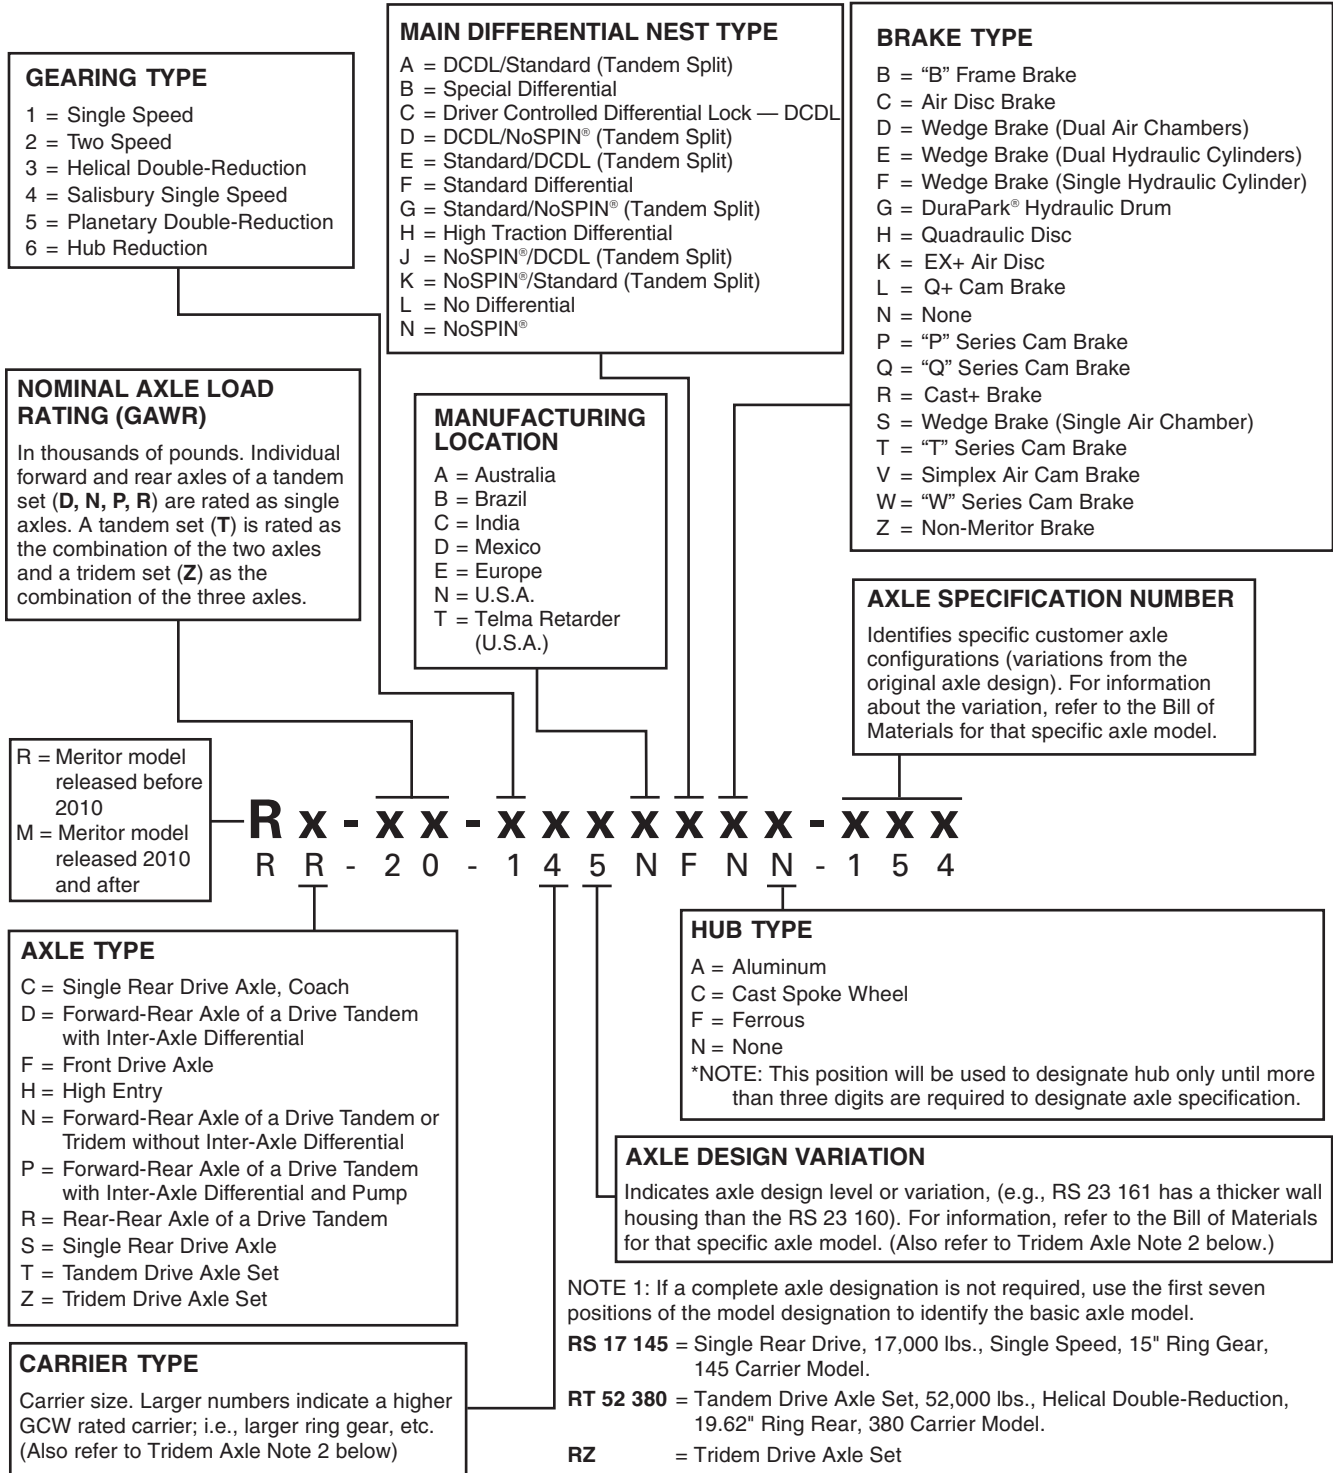 GEARING TYPE
1 = Single Speed
2 = Two Speed
3 = Helical Double-Reduction
4 = Salisbury Single Speed
5 = Planetary Double-Reduction
6 = Hub Reduction
MAIN DIFFERENTIAL NEST TYPE
A = DCDL/Standard (Tandem Split)
B = Special Differential
C = Driver Controlled Differential Lock — DCDL
D = DCDL/NoSPIN® (Tandem Split)
E = Standard/DCDL (Tandem Split)
F = Standard Differential
G = Standard/NoSPIN® (Tandem Split)
H = High Traction Differential
J = NoSPIN®/DCDL (Tandem Split)
K = NoSPIN®/Standard (Tandem Split)
L = No Differential
N = NoSPIN®
BRAKE TYPE
B = “B” Frame Brake
C = Air Disc Brake
D = Wedge Brake (Dual Air Chambers)
E = Wedge Brake (Dual Hydraulic Cylinders)
F = Wedge Brake (Single Hydraulic Cylinder)
G = DuraPark® Hydraulic Drum
H = Quadraulic Disc
K = EX+ Air Disc
L = Q+ Cam Brake
N = None
P = “P” Series Cam Brake
Q = “Q” Series Cam Brake
R = Cast+ Brake
S = Wedge Brake (Single Air Chamber)
T = “T” Series Cam Brake
V = Simplex Air Cam Brake
W = “W” Series Cam Brake
Z = Non-Meritor Brake
NOMINAL AXLE LOAD
RATING (GAWR)
In thousands of pounds. Individual
forward and rear axles of a tandem
set (D, N, P, R) are rated as single
axles. A tandem set (T) is rated as
the combination of the two axles
and a tridem set (Z) as the
combination of the three axles.
MANUFACTURING
LOCATION
A = Australia
B = Brazil
C = India
D = Mexico
E = Europe
N = U.S.A.
T = Telma Retarder
(U.S.A.)
AXLE SPECIFICATION NUMBER
Identifies specific customer axle
configurations (variations from the
original axle design). For information
about the variation, refer to the Bill of
Materials for that specific axle model.
R = Meritor model
released before
2010
M = Meritor model
released 2010
and after
R x - x x - x x x x x x x - x x x
R R - 2 0 - 1 4 5 N F N N - 1 5 4
AXLE TYPE
C = Single Rear Drive Axle, Coach
D = Forward-Rear Axle of a Drive Tandem
with Inter-Axle Differential
F = Front Drive Axle
H = High Entry
N = Forward-Rear Axle of a Drive Tandem or
Tridem without Inter-Axle Differential
P = Forward-Rear Axle of a Drive Tandem
with Inter-Axle Differential and Pump
R = Rear-Rear Axle of a Drive Tandem
S = Single Rear Drive Axle
T = Tandem Drive Axle Set
Z = Tridem Drive Axle Set
HUB TYPE
A = Aluminum
C = Cast Spoke Wheel
F = Ferrous
N = None
*NOTE: This position will be used to designate hub only until more
than three digits are required to designate axle specification.
AXLE DESIGN VARIATION
Indicates axle design level or variation, (e.g., RS 23 161 has a thicker wall
housing than the RS 23 160). For information, refer to the Bill of Materials
for that specific axle model. (Also refer to Tridem Axle Note 2 below.)
CARRIER TYPE
Carrier size. Larger numbers indicate a higher
GCW rated carrier; i.e., larger ring gear, etc.
(Also refer to Tridem Axle Note 2 below)
NOTE 1: If a complete axle designation is not required, use the first seven
positions of the model designation to identify the basic axle model.
RS 17 145 = Single Rear Drive, 17,000 lbs., Single Speed, 15" Ring Gear,
145 Carrier Model.
RT 52 380 = Tandem Drive Axle Set, 52,000 lbs., Helical Double-Reduction,
19.62" Ring Rear, 380 Carrier Model.
RZ = Tridem Drive Axle Set